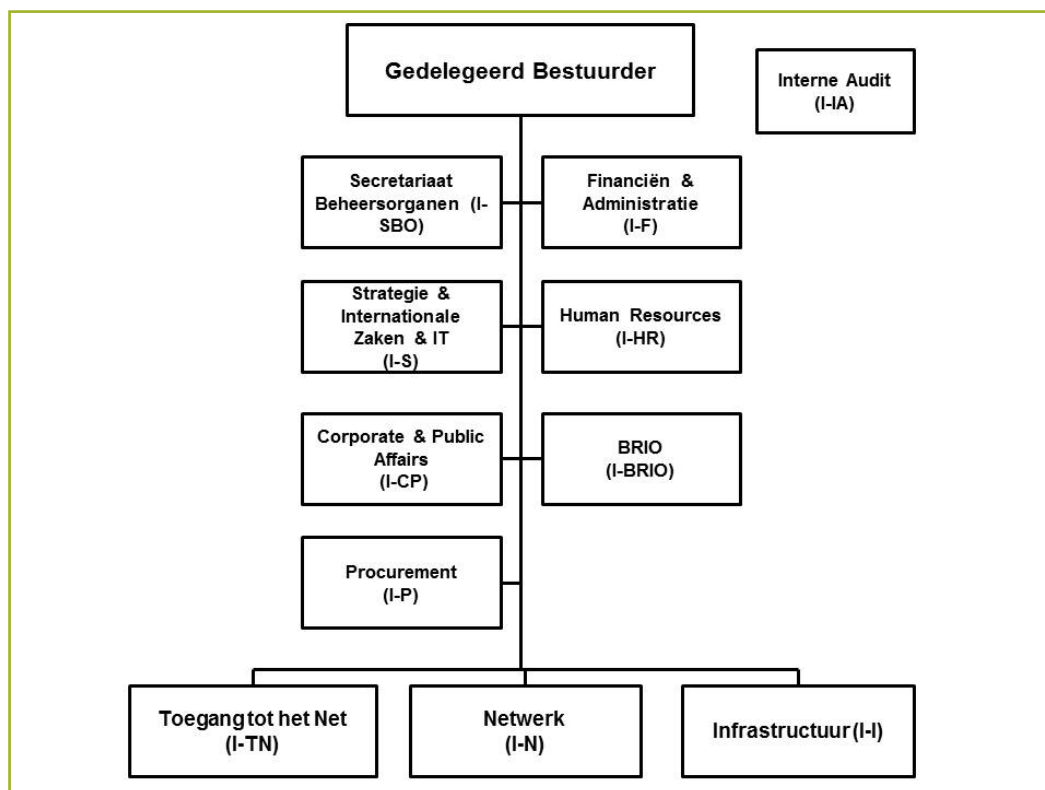 Gedelegeerd Bestuurder
Interne Audit
(I-IA)
Secretariaat
Beheersorganen (I-
SBO)
Financiën &
Administratie
(I-F)
Strategie &
Internationale
Zaken & IT
(I-S)
Human Resources
(I-HR)
Corporate & Public
Affairs
(I-CP)
BRIO
(I-BRIO)
Procurement
(I-P)
Toegang tot het Net
(I-TN)
Netwerk
(I-N)
Infrastructuur (I-I)